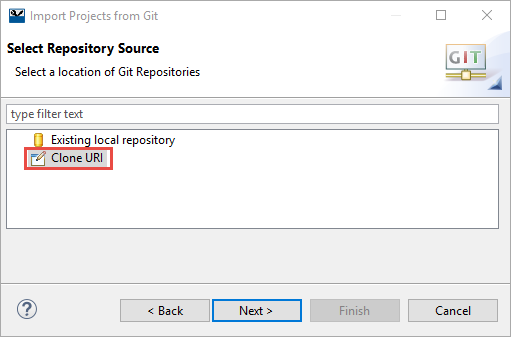 Import Projects from Git
Select Repository Source
Select a location of Git Repositories
GIT
type filter text
Existing local repository
Clone URI
?
< Back
Next >
Finish
Cancel